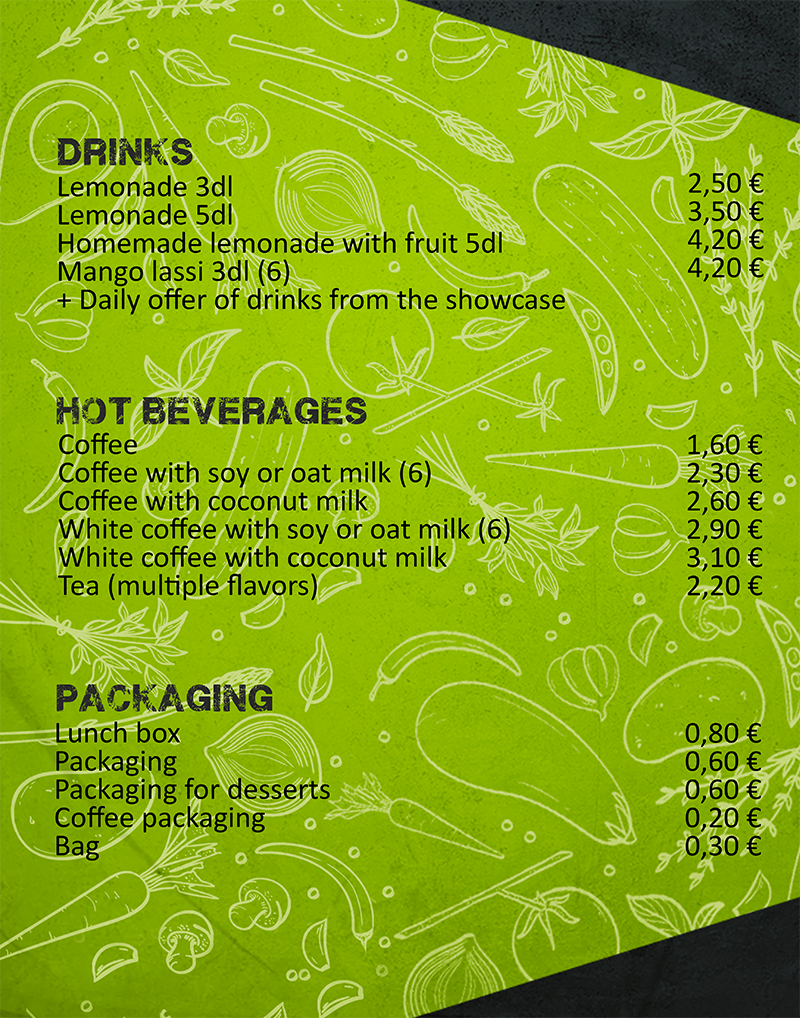 DRINKS
Lemonade 3dl 2,50 €
Lemonade 5dl 3,50 €
Homemade lemonade with fruit 5dl 4,20 €
Mango lassi 3dl (6) 4,20 €
+ Daily offer of drinks from the showcase
HOT BEVERAGES
Coffee 1,60 €
Coffee with soy or oat milk (6) 2,30 €
Coffee with coconut milk 2,60 €
White coffee with soy or oat milk (6) 2,90 €
White coffee with coconut milk 3,10 €
Tea (multiple flavors) 2,20 €
PACKAGING
Lunch box 0,80 €
Packaging 0,60 €
Packaging for desserts 0,60 €
Coffee packaging 0,20 €
Bag 0,30 €